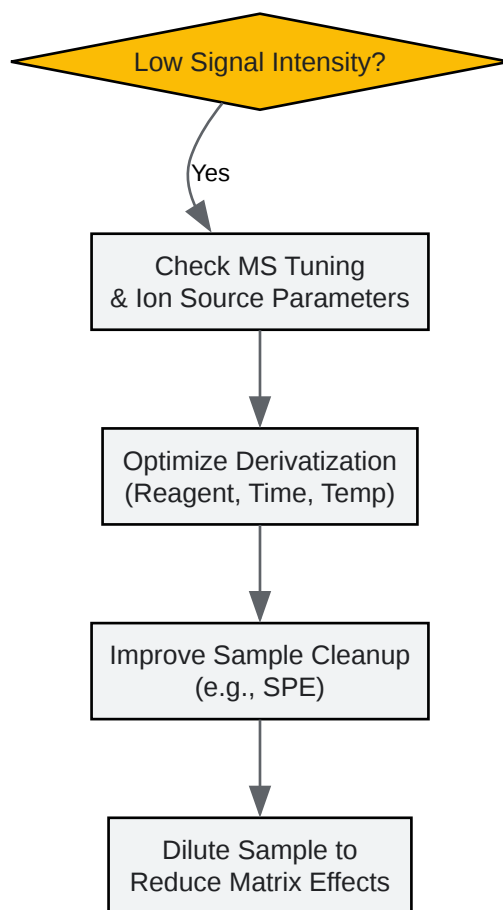 Low Signal Intensity?
Yes
Check MS Tuning
& Ion Source Parameters
Optimize Derivatization
(Reagent, Time, Temp)
Improve Sample Cleanup
(e.g., SPE)
Dilute Sample to
Reduce Matrix Effects